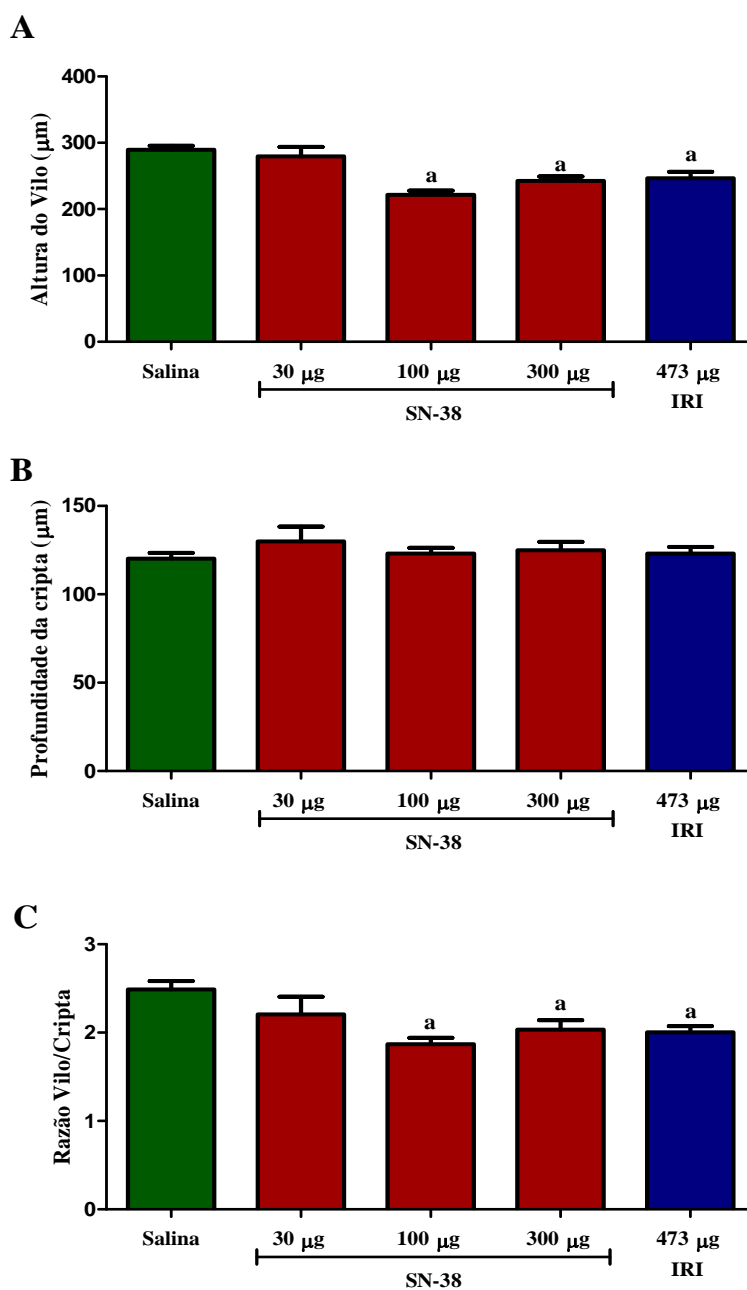 A
Altura do Vilo (µm)
400
300
200
100
0
a
a
a
Salina
30 µg
100 µg
300 µg
473 µg
SN-38
IRI
B
Profundidade da cripta (µm)
150
100
50
0
Salina
30 µg
100 µg
300 µg
473 µg
SN-38
IRI
C
Razão Vilo/Cripta
3
2
1
0
a
a
a
Salina
30 µg
100 µg
300 µg
473 µg
SN-38
IRI